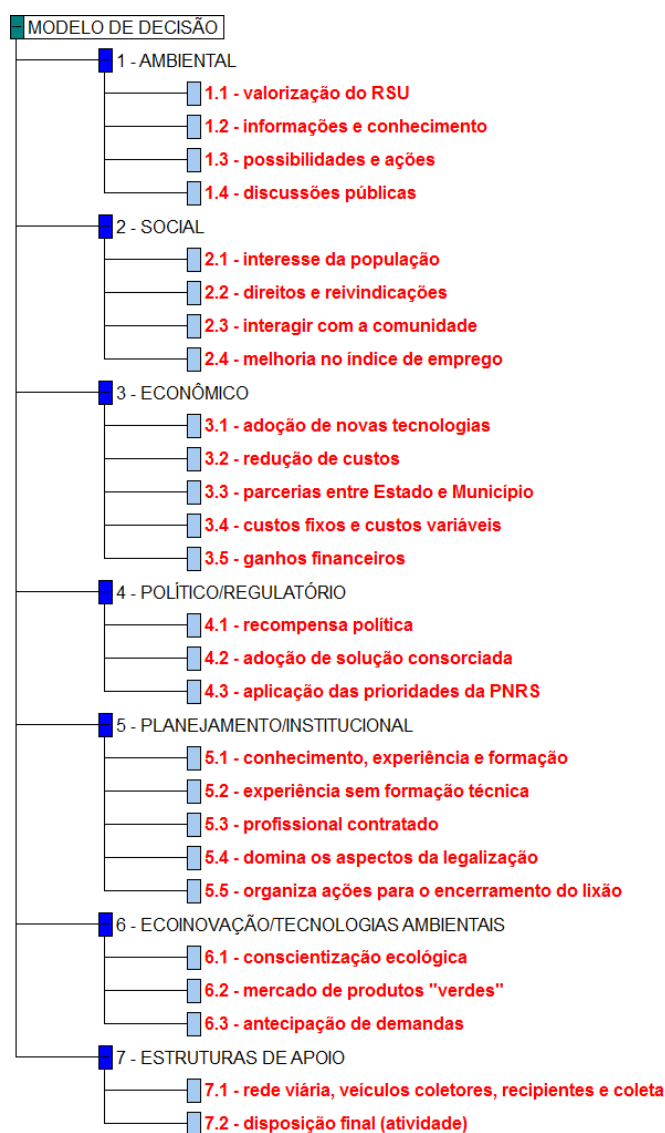 MODELO DE DECISÃO
1 - AMBIENTAL
1.1 - valorização do RSU
1.2 - informações e conhecimento
1.3 - possibilidades e ações
1.4 - discussões públicas
2 - SOCIAL
2.1 - interesse da população
2.2 - direitos e reivindicações
2.3 - interagir com a comunidade
2.4 - melhoria no índice de emprego
3 - ECONÔMICO
3.1 - adoção de novas tecnologias
3.2 - redução de custos
3.3 - parcerias entre Estado e Município
3.4 - custos fixos e custos variáveis
3.5 - ganhos financeiros
4 - POLÍTICO/REGULATÓRIO
4.1 - recompensa política
4.2 - adoção de solução consorciada
4.3 - aplicação das prioridades da PNRS
5 - PLANEJAMENTO/INSTITUCIONAL
5.1 - conhecimento, experiência e formação
5.2 - experiência sem formação técnica
5.3 - profissional contratado
5.4 - domina os aspectos da legalização
5.5 - organiza ações para o encerramento do lixão
6 - ECOINOVAÇÃO/TECNOLOGIAS AMBIENTAIS
6.1 - conscientização ecológica
6.2 - mercado de produtos "verdes"
6.3 - antecipação de demandas
7 - ESTRUTURAS DE APOIO
7.1 - rede viária, veículos coletores, recipientes e coleta
7.2 - disposição final (atividade)